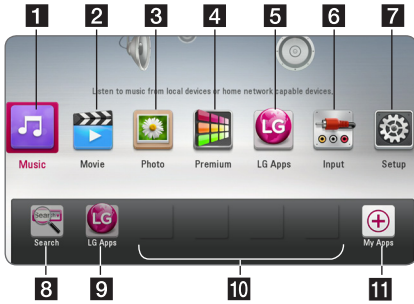 1 2 3 4 5 6 7
Listen to music from local devices or home network capable devices.
LG
Music Movie Photo Premium LG Apps Input Setup
Search LG
Search LG Apps My Apps
8 9 10 11